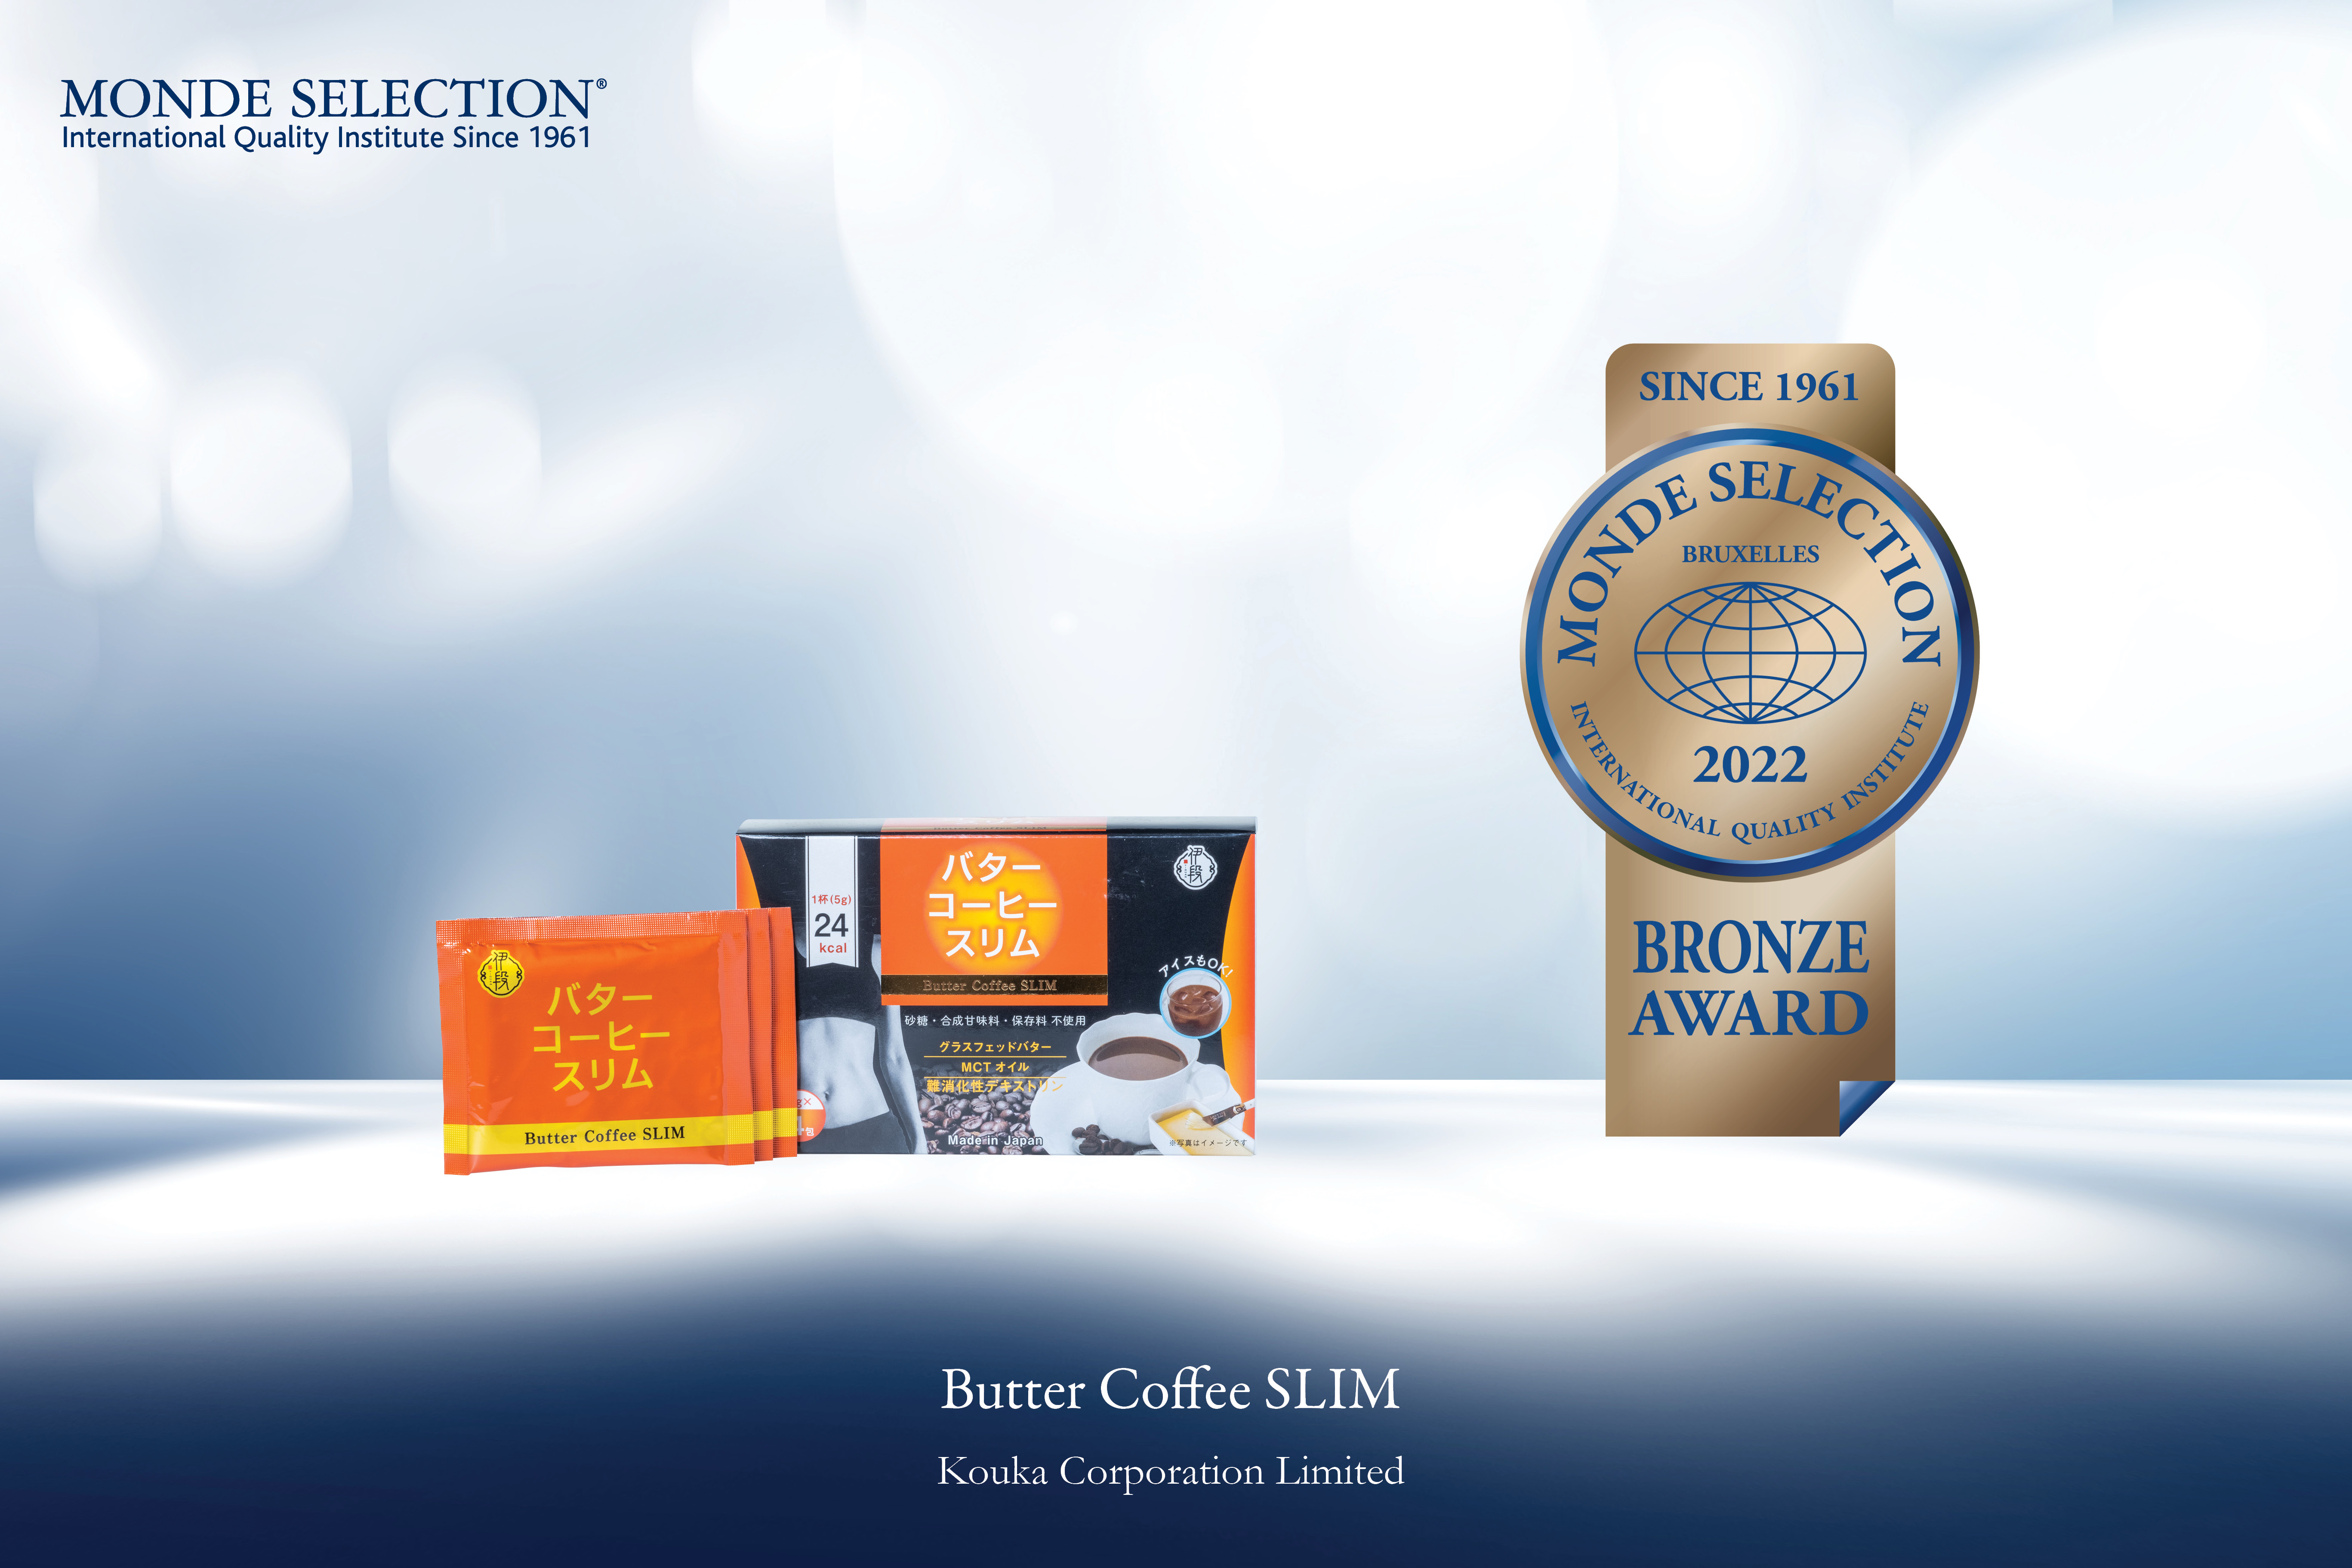 MONDE SELECTION®
International Quality Institute Since 1961
SINCE 1961
MONDE SELECTION
BRUXELLES
2022
INTERNATIONAL QUALITY INSTITUTE
BRONZE
AWARD
伊段
バター
コーヒー
スリム
Butter Coffee SLIM
1杯(5g)
24
kcal
バター
コーヒー
スリム
Butter Coffee SLIM
伊段
アイスもOK!
砂糖・合成甘味料・保存料 不使用
グラスフェッドバター
MCT オイル
難消化性デキストリン
Made in Japan
※写真はイメージです
Butter Coffee SLIM
Kouka Corporation Limited